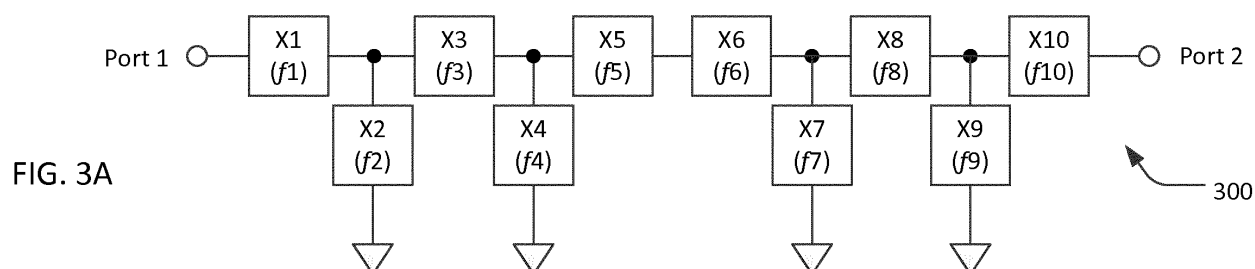 Port 1
X1
(f1)
X3
(f3)
X5
(f5)
X6
(f6)
X8
(f8)
X10
(f10)
Port 2
X2
(f2)
X4
(f4)
X7
(f7)
X9
(f9)
FIG. 3A
300